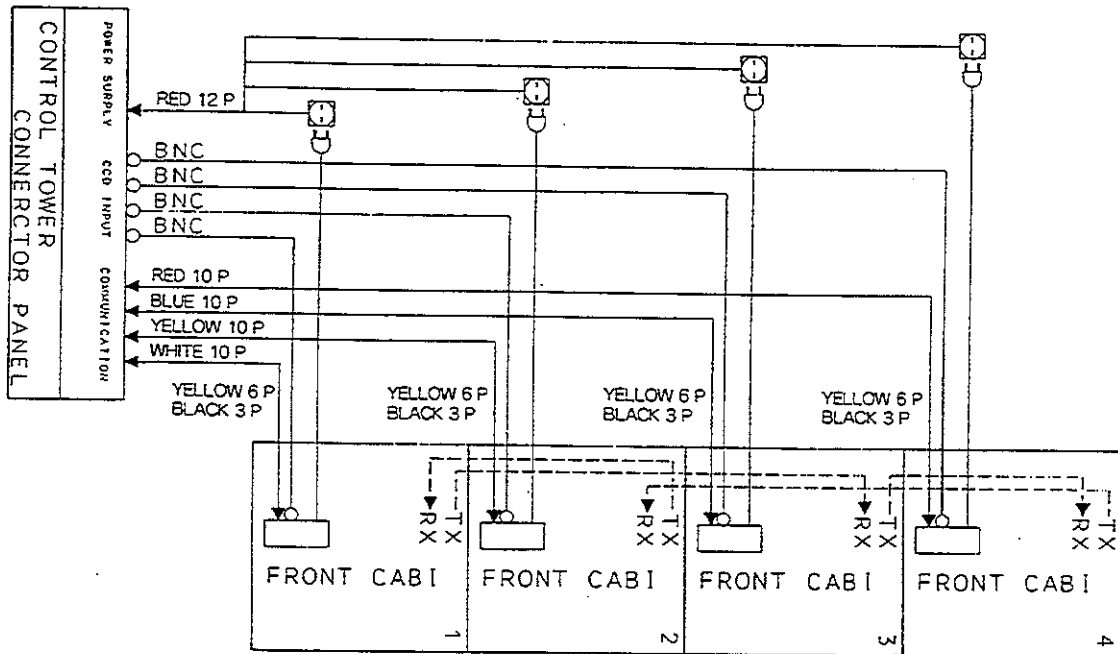 CONTROL TOWER
CONNERCTOR PANEL
POWER SUPPLY
CCD INPUT
COMMUNICATION
RED 12 P
BNC
BNC
BNC
BNC
RED 10 P
BLUE 10 P
YELLOW 10 P
WHITE 10 P
YELLOW 6 P
BLACK 3 P
YELLOW 6 P
BLACK 3 P
YELLOW 6 P
BLACK 3 P
YELLOW 6 P
BLACK 3 P
RX
TX
RX
TX
RX
TX
RX
TX
FRONT CABI
FRONT CABI
FRONT CABI
FRONT CABI
1
2
3
4